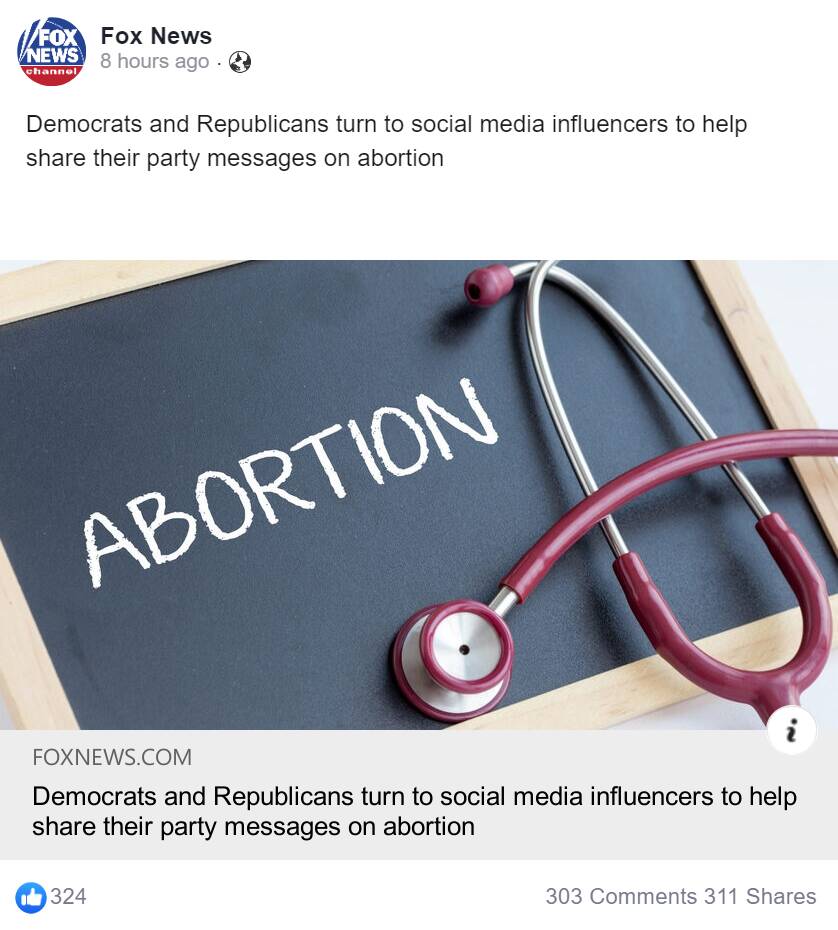 FOX
NEWS
channel
Fox News
8 hours ago ·
Democrats and Republicans turn to social media influencers to help
share their party messages on abortion
ABORTION
i
FOXNEWS.COM
Democrats and Republicans turn to social media influencers to help
share their party messages on abortion
324
303 Comments 311 Shares